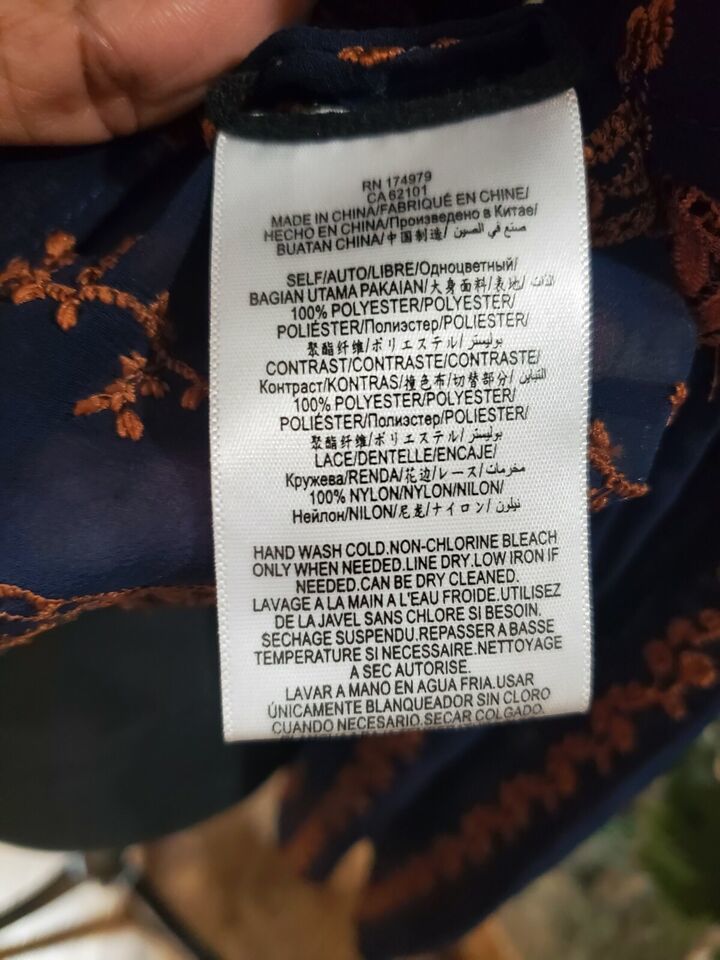 RN 174979
CA 62101
MADE IN CHINA/FABRIQUÉ EN CHINE/
HECHO EN CHINA/Произведено в Китае/
BUATAN CHINA/中国制造/ صنع في الصين
SELF/AUTO/LIBRE/Одноцветный/
BAGIAN UTAMA PAKAIAN/大身面料/表地/ الذات
100% POLYESTER/POLYESTER/
POLIÉSTER/Полиэстер/POLIESTER/
聚酯纤维/ポリエステル/ بوليستر
CONTRAST/CONTRASTE/CONTRASTE/
Контраст/KONTRAS/撞色布/切替部分/ التباين
100% POLYESTER/POLYESTER/
POLIÉSTER/Полиэстер/POLIESTER/
聚酯纤维/ポリエステル/ بوليستر
LACE/DENTELLE/ENCAJE/
Кружева/RENDA/花边/レース/ مخرمات
100% NYLON/NYLON/NILON/
Нейлон/NILON/尼龙/ナイロン/ نيلون
HAND WASH COLD.NON-CHLORINE BLEACH
ONLY WHEN NEEDED.LINE DRY.LOW IRON IF
NEEDED.CAN BE DRY CLEANED.
LAVAGE A LA MAIN A L'EAU FROIDE.UTILISEZ
DE LA JAVEL SANS CHLORE SI BESOIN.
SECHAGE SUSPENDU.REPASSER A BASSE
TEMPERATURE SI NECESSAIRE.NETTOYAGE
A SEC AUTORISE.
LAVAR A MANO EN AGUA FRIA.USAR
ÚNICAMENTE BLANQUEADOR SIN CLORO
CUANDO NECESARIO.SECAR COLGADO.